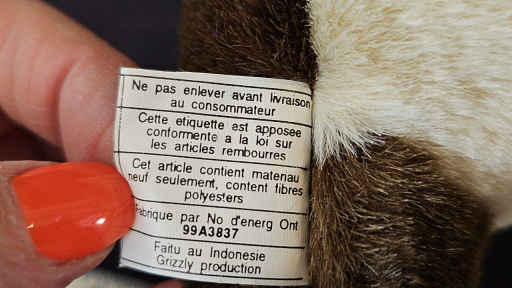 Ne pas enlever avant livraison
au consommateur
Cette etiquette est apposee
conformente a la loi sur
les articles rembourres
Cet article contient matenau
neuf seulement, content fibres
polyesters
Fabrique par No d'energ Ont
99A3837
Faitu au Indonesie
Grizzly production